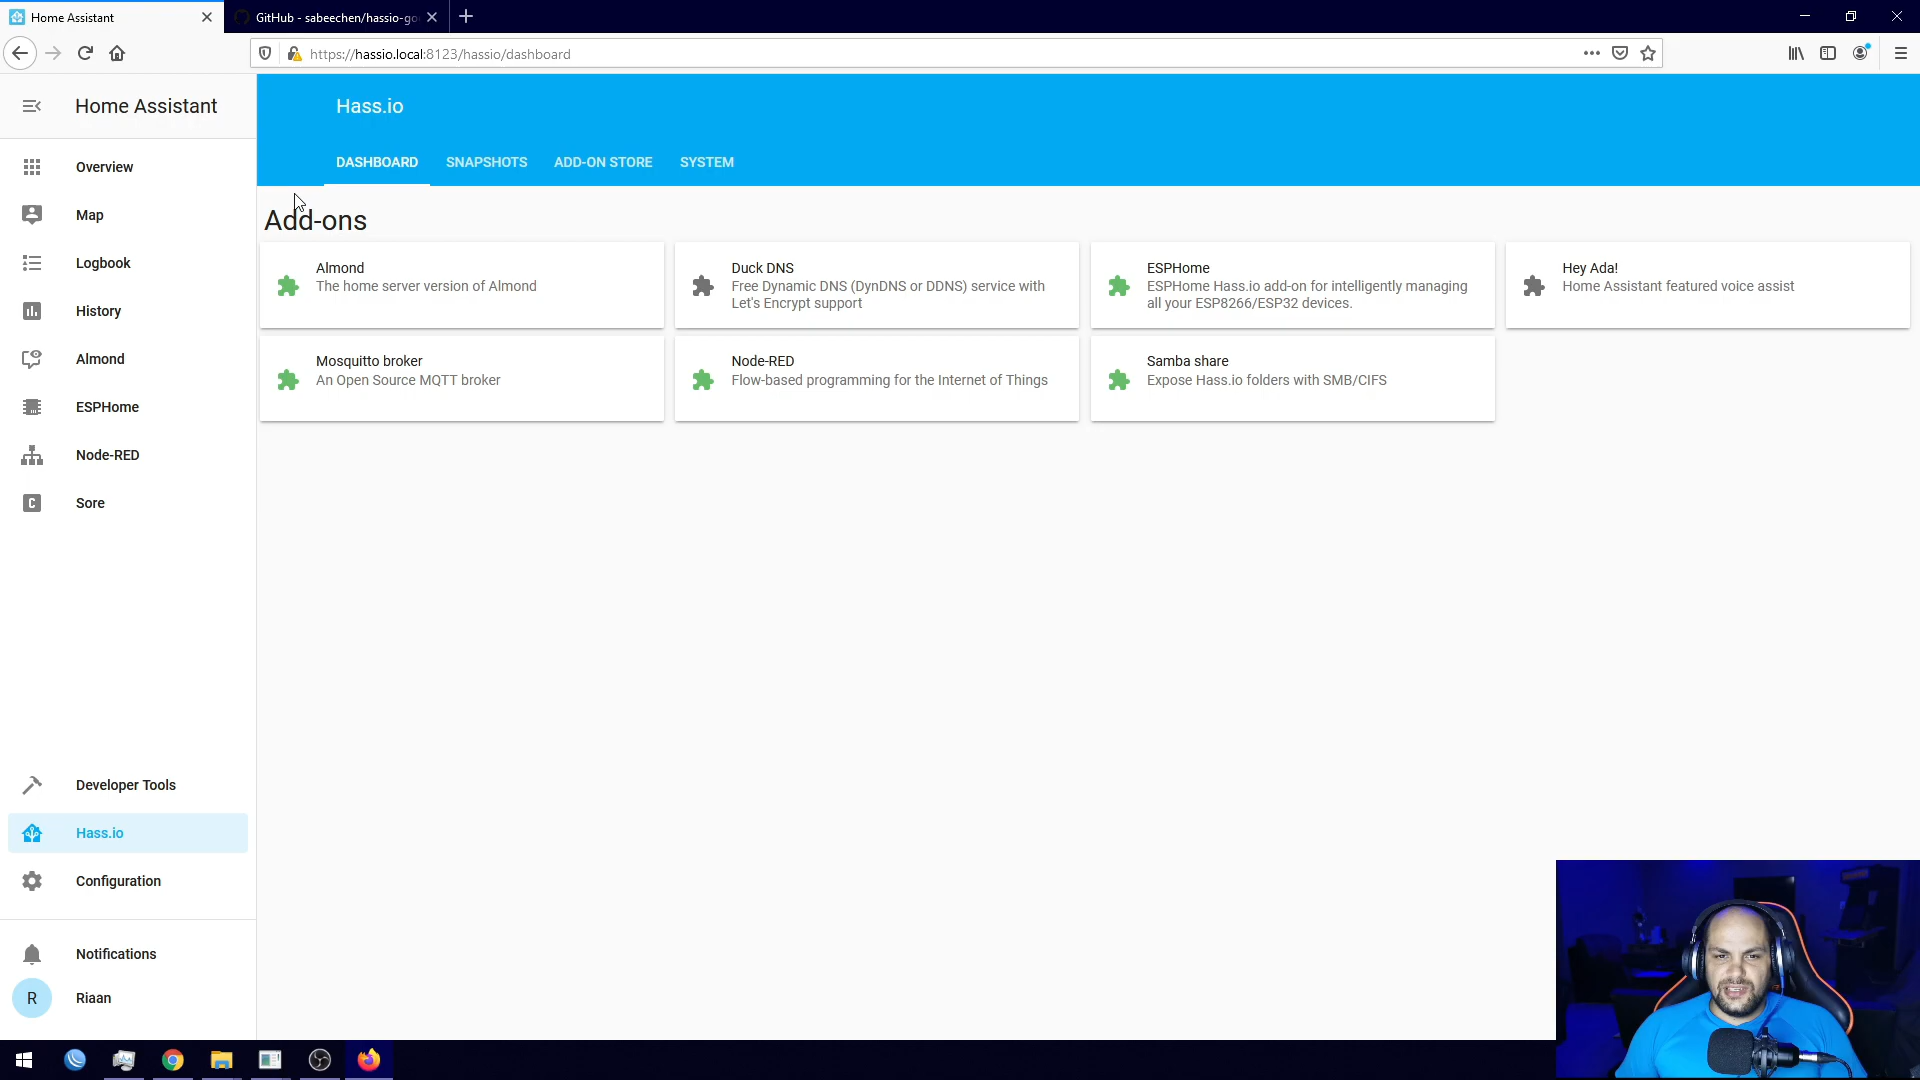 Home Assistant
GitHub - sabeechen/hassio-go
https://hassio.local:8123/hassio/dashboard
Home Assistant
Hass.io
DASHBOARD
SNAPSHOTS
ADD-ON STORE
SYSTEM
Overview
Map
Logbook
History
Almond
ESPHome
Node-RED
C
Sore
Developer Tools
Hass.io
Configuration
Notifications
R
Riaan
Add-ons
Almond
The home server version of Almond
Duck DNS
Free Dynamic DNS (DynDNS or DDNS) service with
Let's Encrypt support
ESPHome
ESPHome Hass.io add-on for intelligently managing
all your ESP8266/ESP32 devices.
Hey Ada!
Home Assistant featured voice assist
Mosquitto broker
An Open Source MQTT broker
Node-RED
Flow-based programming for the Internet of Things
Samba share
Expose Hass.io folders with SMB/CIFS